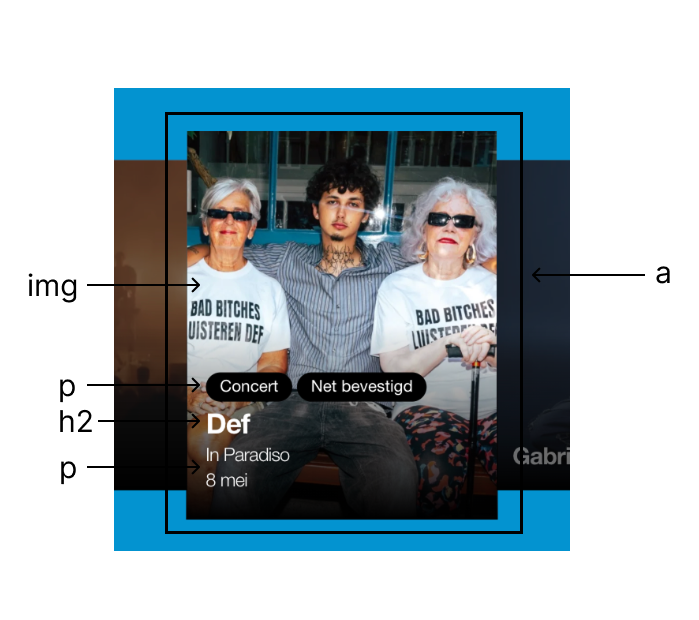 BAD BITCHES
LUISTEREN DEF
BAD BITCHES
LUISTEREN DEF
img
a
p
Concert
Net bevestigd
h2
Def
p
In Paradiso
8 mei
Gabri